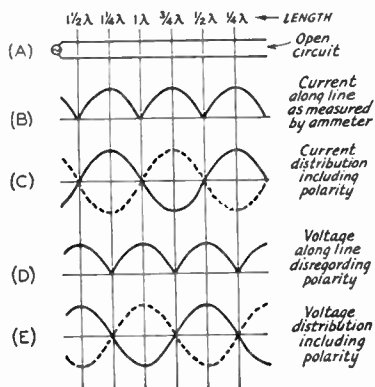 1½λ 1¼λ 1λ ¾λ ½λ ¼λ ← LENGTH
(A)
Open
circuit
(B)
Current
along line
as measured
by ammeter
(C)
Current
distribution
including
polarity
(D)
Voltage
along line
disregording
polarity
(E)
Voltage
distribution
including
polarity